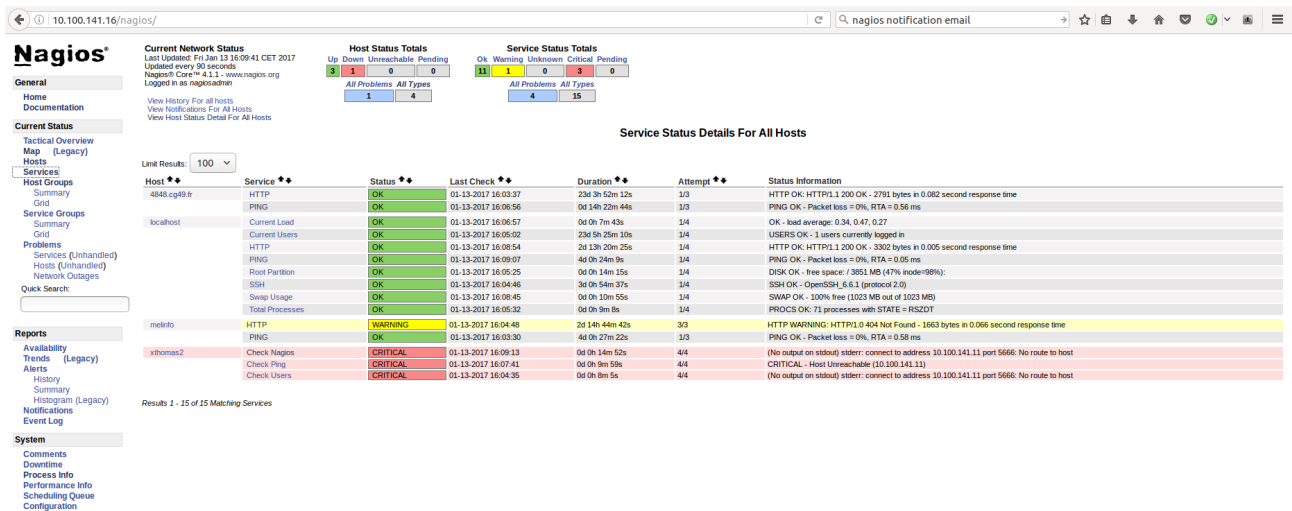 10.100.141.16/nagios/
nagios notification email
Nagios®
General
Home
Documentation
Current Status
Tactical Overview
Map (Legacy)
Hosts
Services
Host Groups
Summary
Grid
Service Groups
Summary
Grid
Problems
Services (Unhandled)
Hosts (Unhandled)
Network Outages
Quick Search:
Reports
Availability
Trends (Legacy)
Alerts
History
Summary
Histogram (Legacy)
Notifications
Event Log
System
Comments
Downtime
Process Info
Performance Info
Scheduling Queue
Configuration
Current Network Status
Last Updated: Fri Jan 13 16:09:41 CET 2017
Updated every 90 seconds
Nagios® Core™ 4.1.1 - www.nagios.org
Logged in as nagiosadmin
View History For all hosts
View Notifications For All Hosts
View Host Status Detail For All Hosts
Host Status Totals
Up Down Unreachable Pending
3 1 0 0
All Problems All Types
1 4
Service Status Totals
Ok Warning Unknown Critical Pending
11 1 0 3 0
All Problems All Types
4 15
Service Status Details For All Hosts
Limit Results: 100
Host Service Status Last Check Duration Attempt Status Information
4848.cg49.fr HTTP OK 01-13-2017 16:03:37 23d 3h 52m 12s 1/3 HTTP OK: HTTP/1.1 200 OK - 2791 bytes in 0.082 second response time
PING OK 01-13-2017 16:06:56 0d 14h 22m 44s 1/3 PING OK - Packet loss = 0%, RTA = 0.56 ms
localhost Current Load OK 01-13-2017 16:06:57 0d 0h 7m 43s 1/4 OK - load average: 0.34, 0.47, 0.27
Current Users OK 01-13-2017 16:05:02 23d 5h 25m 10s 1/4 USERS OK - 1 users currently logged in
HTTP OK 01-13-2017 16:08:54 2d 13h 20m 25s 1/4 HTTP OK: HTTP/1.1 200 OK - 3302 bytes in 0.005 second response time
PING OK 01-13-2017 16:09:07 4d 0h 24m 9s 1/4 PING OK - Packet loss = 0%, RTA = 0.05 ms
Root Partition OK 01-13-2017 16:05:25 0d 0h 14m 15s 1/4 DISK OK - free space: / 3851 MB (47% inode=98%):
SSH OK 01-13-2017 16:04:46 3d 0h 54m 37s 1/4 SSH OK - OpenSSH_6.6.1 (protocol 2.0)
Swap Usage OK 01-13-2017 16:08:45 0d 0h 10m 55s 1/4 SWAP OK - 100% free (1023 MB out of 1023 MB)
Total Processes OK 01-13-2017 16:05:32 0d 0h 9m 8s 1/4 PROCS OK: 71 processes with STATE = RSZDT
melinfo HTTP WARNING 01-13-2017 16:04:48 2d 14h 44m 42s 3/3 HTTP WARNING: HTTP/1.0 404 Not Found - 1663 bytes in 0.066 second response time
PING OK 01-13-2017 16:03:30 4d 0h 27m 22s 1/3 PING OK - Packet loss = 0%, RTA = 0.58 ms
xthomas2 Check Nagios CRITICAL 01-13-2017 16:09:13 0d 0h 14m 52s 4/4 (No output on stdout) stderr: connect to address 10.100.141.11 port 5666: No route to host
Check Ping CRITICAL 01-13-2017 16:07:41 0d 0h 9m 59s 4/4 CRITICAL - Host Unreachable (10.100.141.11)
Check Users CRITICAL 01-13-2017 16:04:35 0d 0h 8m 5s 4/4 (No output on stdout) stderr: connect to address 10.100.141.11 port 5666: No route to host
Results 1 - 15 of 15 Matching Services